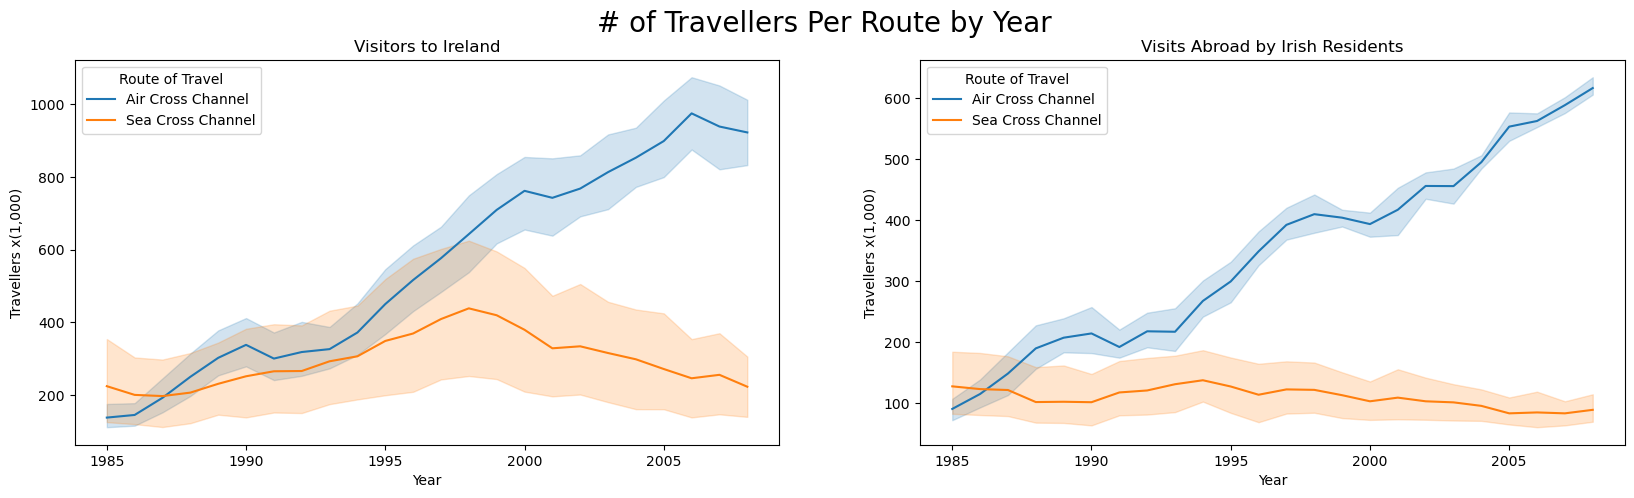 # of Travellers Per Route by Year
Visitors to Ireland
Route of Travel
Air Cross Channel
Sea Cross Channel
Travellers x(1,000)
1000
800
600
400
200
1985
1990
1995
2000
2005
Year
Visits Abroad by Irish Residents
Route of Travel
Air Cross Channel
Sea Cross Channel
Travellers x(1,000)
600
500
400
300
200
100
1985
1990
1995
2000
2005
Year